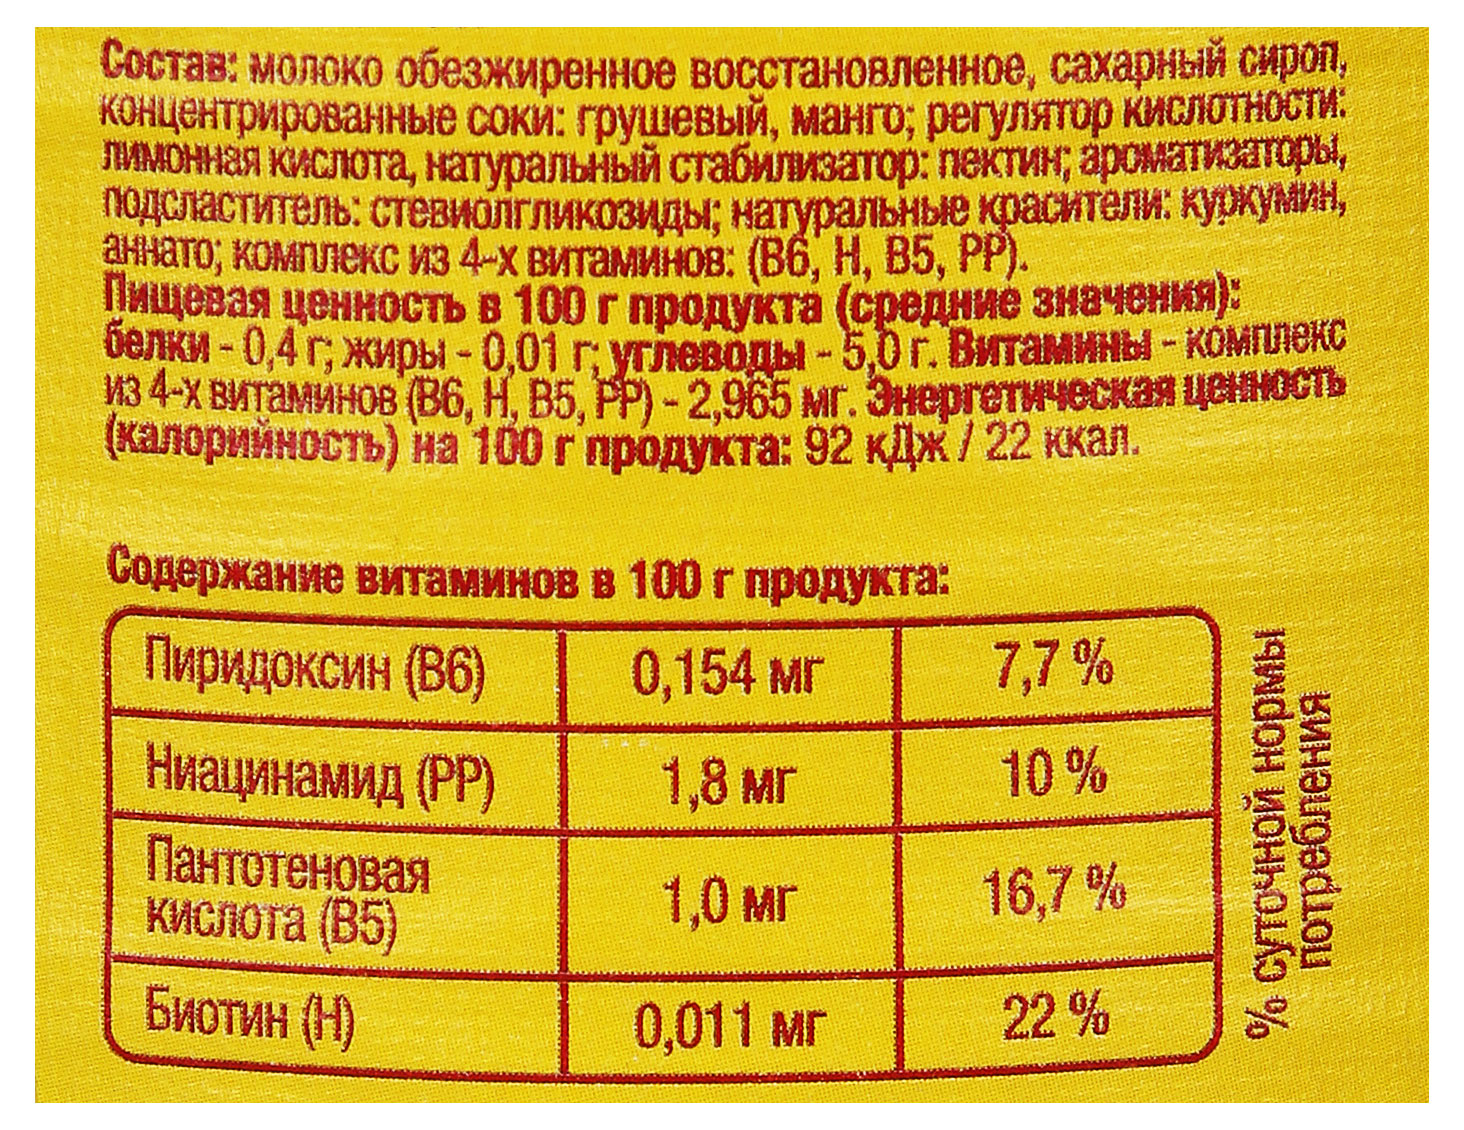 Состав: молоко обезжиренное восстановленное, сахарный сироп,
концентрированные соки: грушевый, манго; регулятор кислотности:
лимонная кислота, натуральный стабилизатор: пектин; ароматизаторы,
подсластитель: стевиолгликозиды; натуральные красители: куркумин,
аннато; комплекс из 4-х витаминов: (В6, Н, В5, РР).
Пищевая ценность в 100 г продукта (средние значения):
белки - 0,4 г; жиры - 0,01 г; углеводы - 5,0 г. Витамины - комплекс
из 4-х витаминов (В6, Н, В5, РР) - 2,965 мг. Энергетическая ценность
(калорийность) на 100 г продукта: 92 кДж / 22 ккал.
Содержание витаминов в 100 г продукта:
Пиридоксин (В6) 0,154 мг 7,7 %
Ниацинамид (РР) 1,8 мг 10 %
Пантотеновая
кислота (В5) 1,0 мг 16,7 %
Биотин (Н) 0,011 мг 22 %
% суточной нормы
потребления